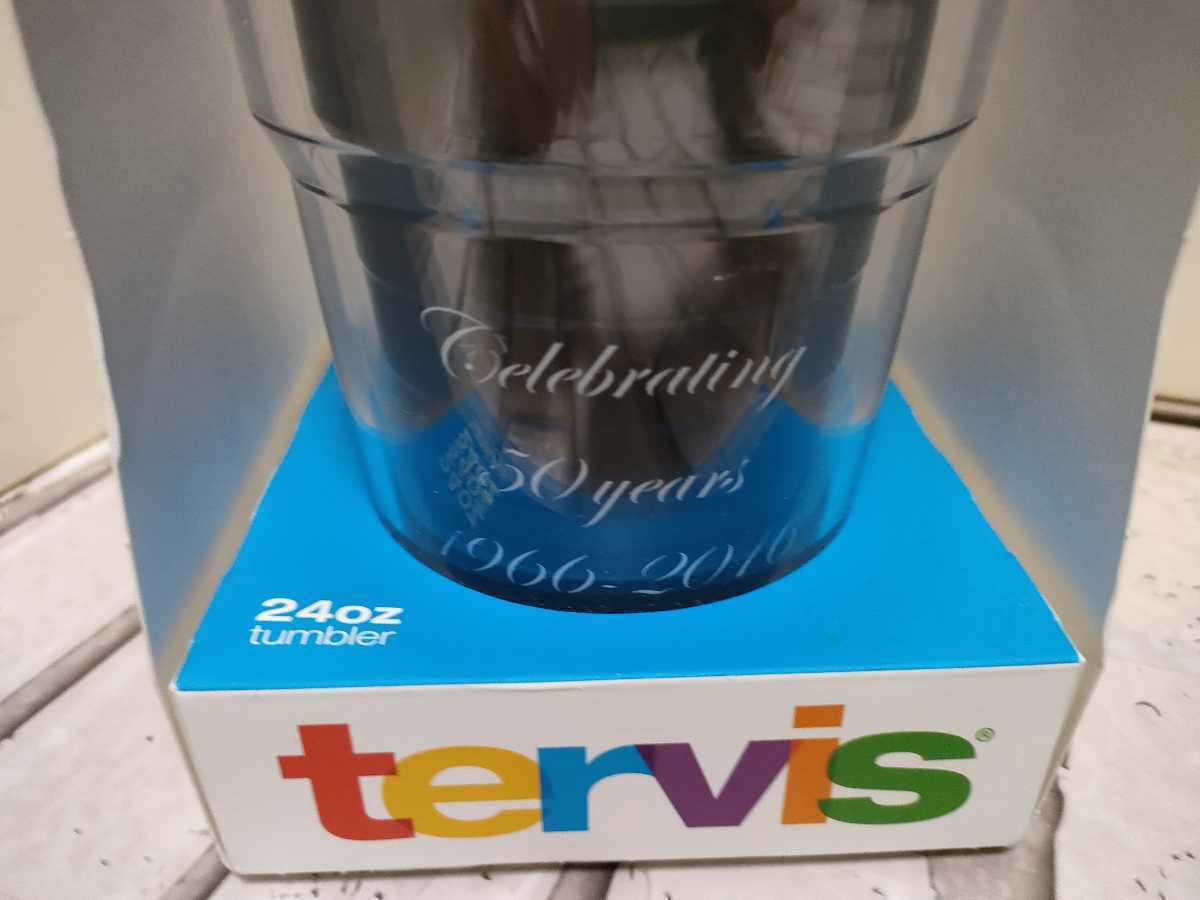 Celebrating
50 years
1966-2016
24oz
tumbler
tervis®